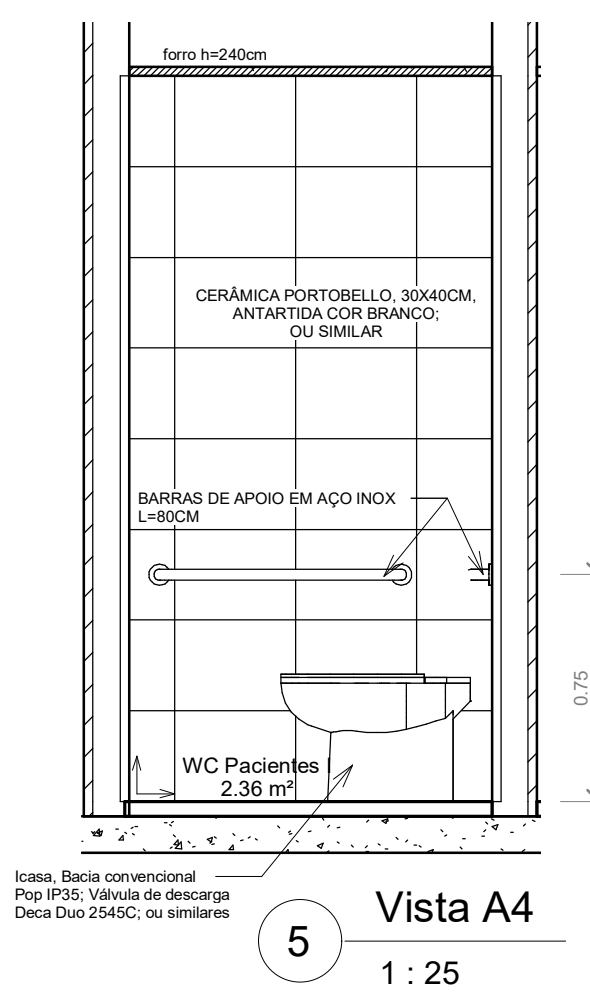 forro h=240cm
CERÂMICA PORTOBELLO, 30X40CM,
ANTARTIDA COR BRANCO;
OU SIMILAR
BARRAS DE APOIO EM AÇO INOX
L=80CM
0.75
WC Pacientes I
2.36 m²
Icasa, Bacia convencional
Pop IP35; Válvula de descarga
Deca Duo 2545C; ou similares
5
Vista A4
1 : 25